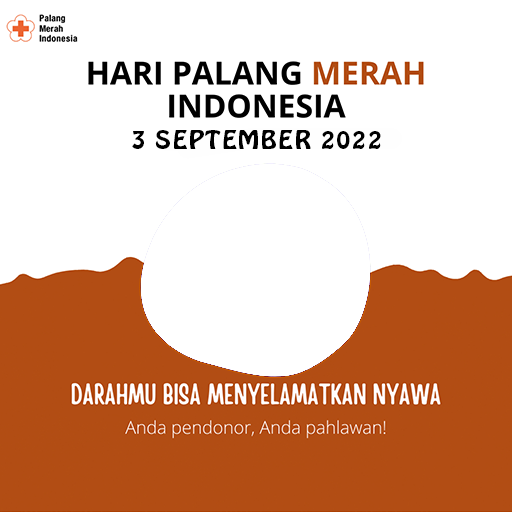 Palang
Merah
Indonesia
HARI PALANG MERAH
INDONESIA
3 SEPTEMBER 2022
DARAHMU BISA MENYELAMATKAN NYAWA
Anda pendonor, Anda pahlawan!